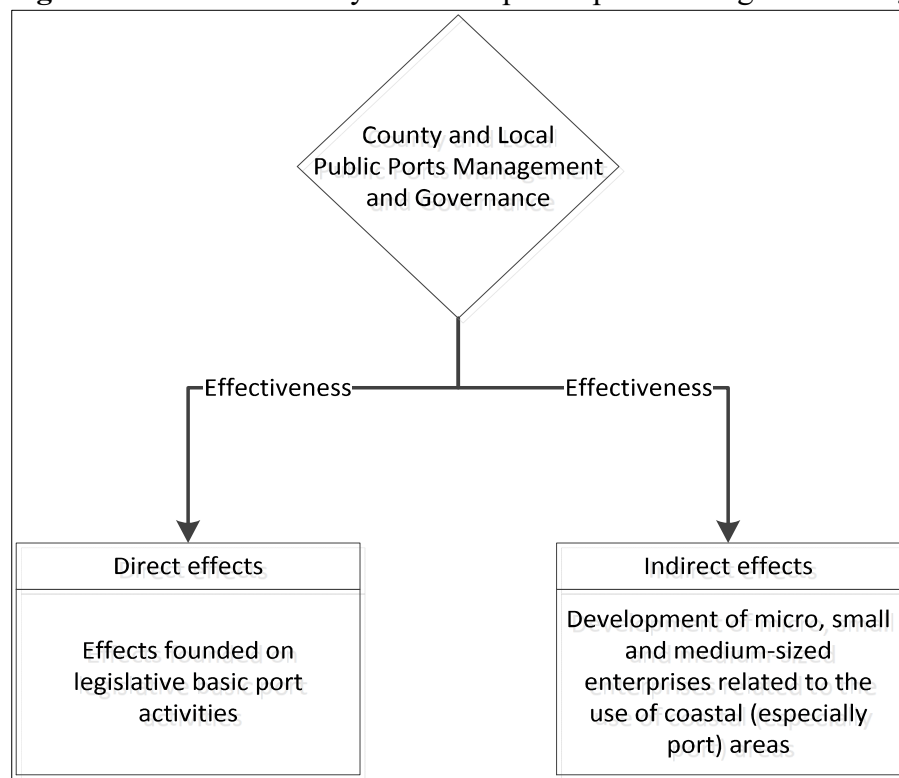 County and Local
Public Ports Management
and Governance
Effectiveness Effectiveness
Direct effects
Effects founded on
legislative basic port
activities
Indirect effects
Development of micro, small
and medium-sized
enterprises related to the
use of coastal (especially
port) areas